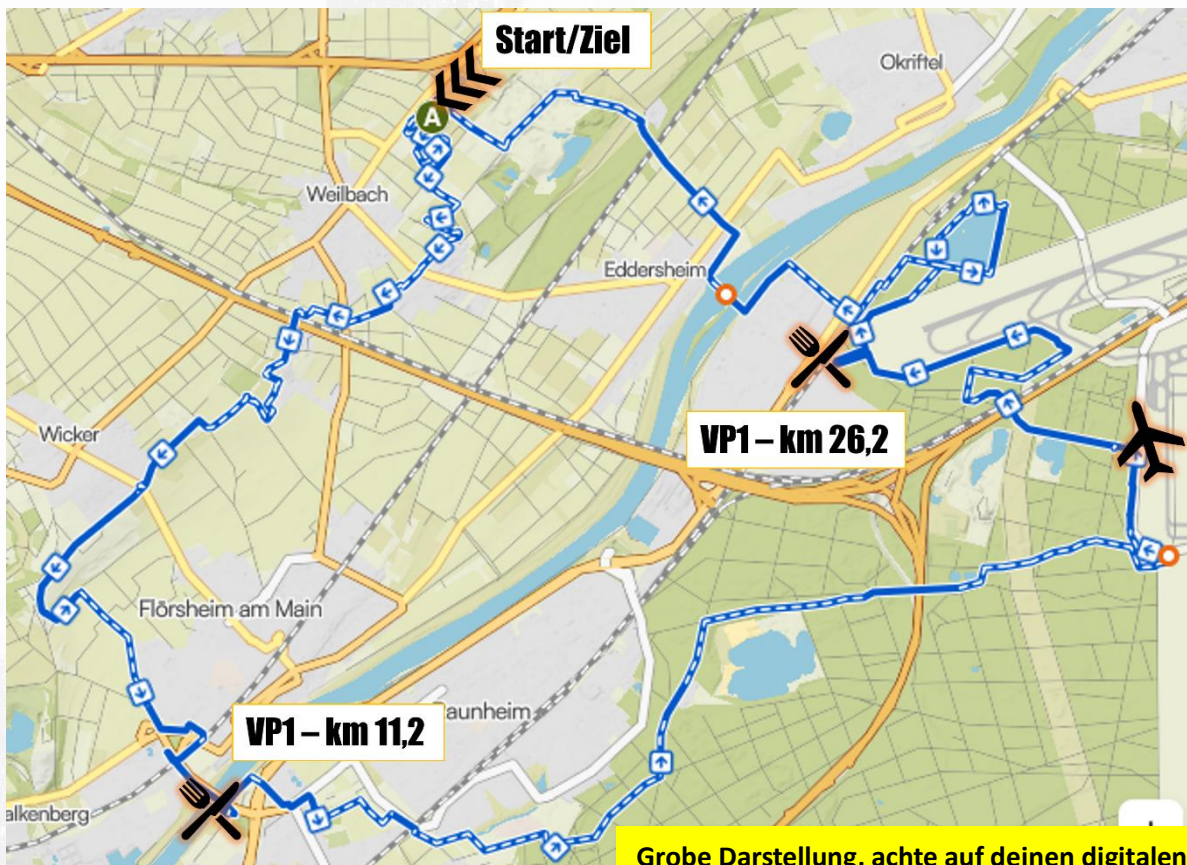 Start/Ziel
Okriftel
A
Weilbach
Eddersheim
Wicker
VP1 – km 26,2
Flörsheim am Main
VP1 – km 11,2
aunheim
alkenberg
Grobe Darstellung, achte auf deinen digitalen